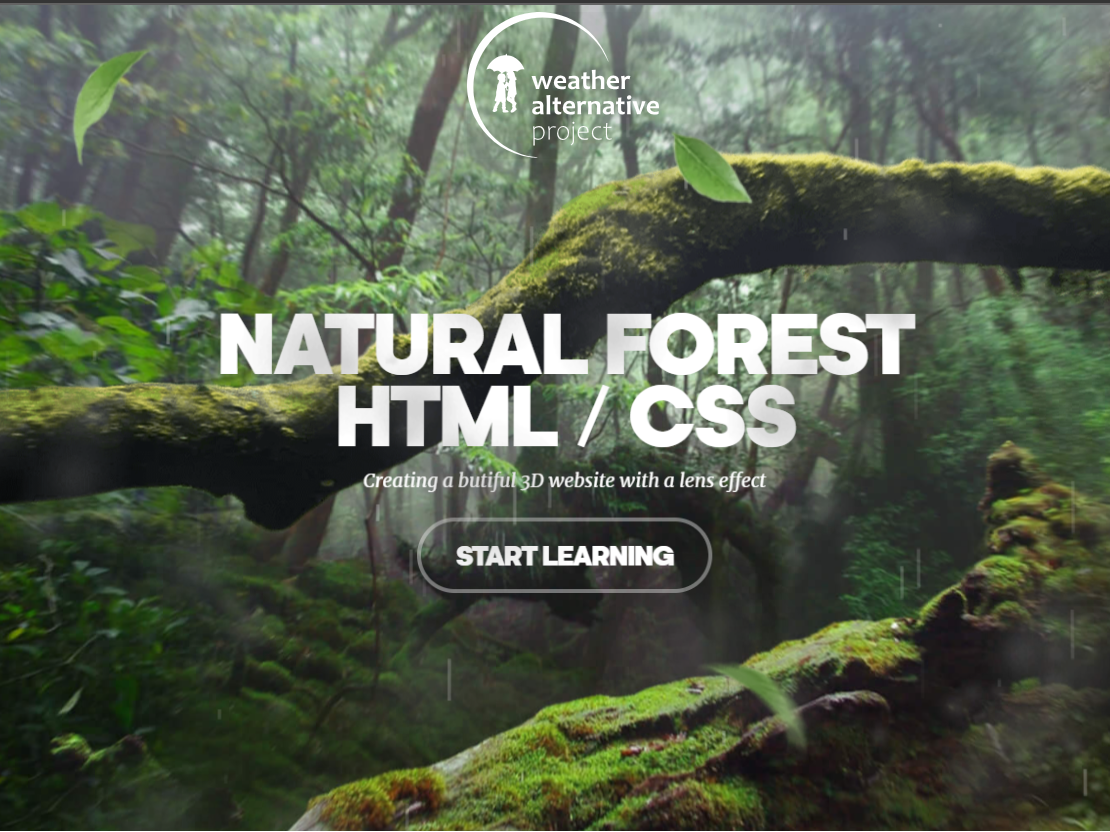 weather
alternative
project
NATURAL FOREST
HTML / CSS
Creating a butiful 3D website with a lens effect
START LEARNING